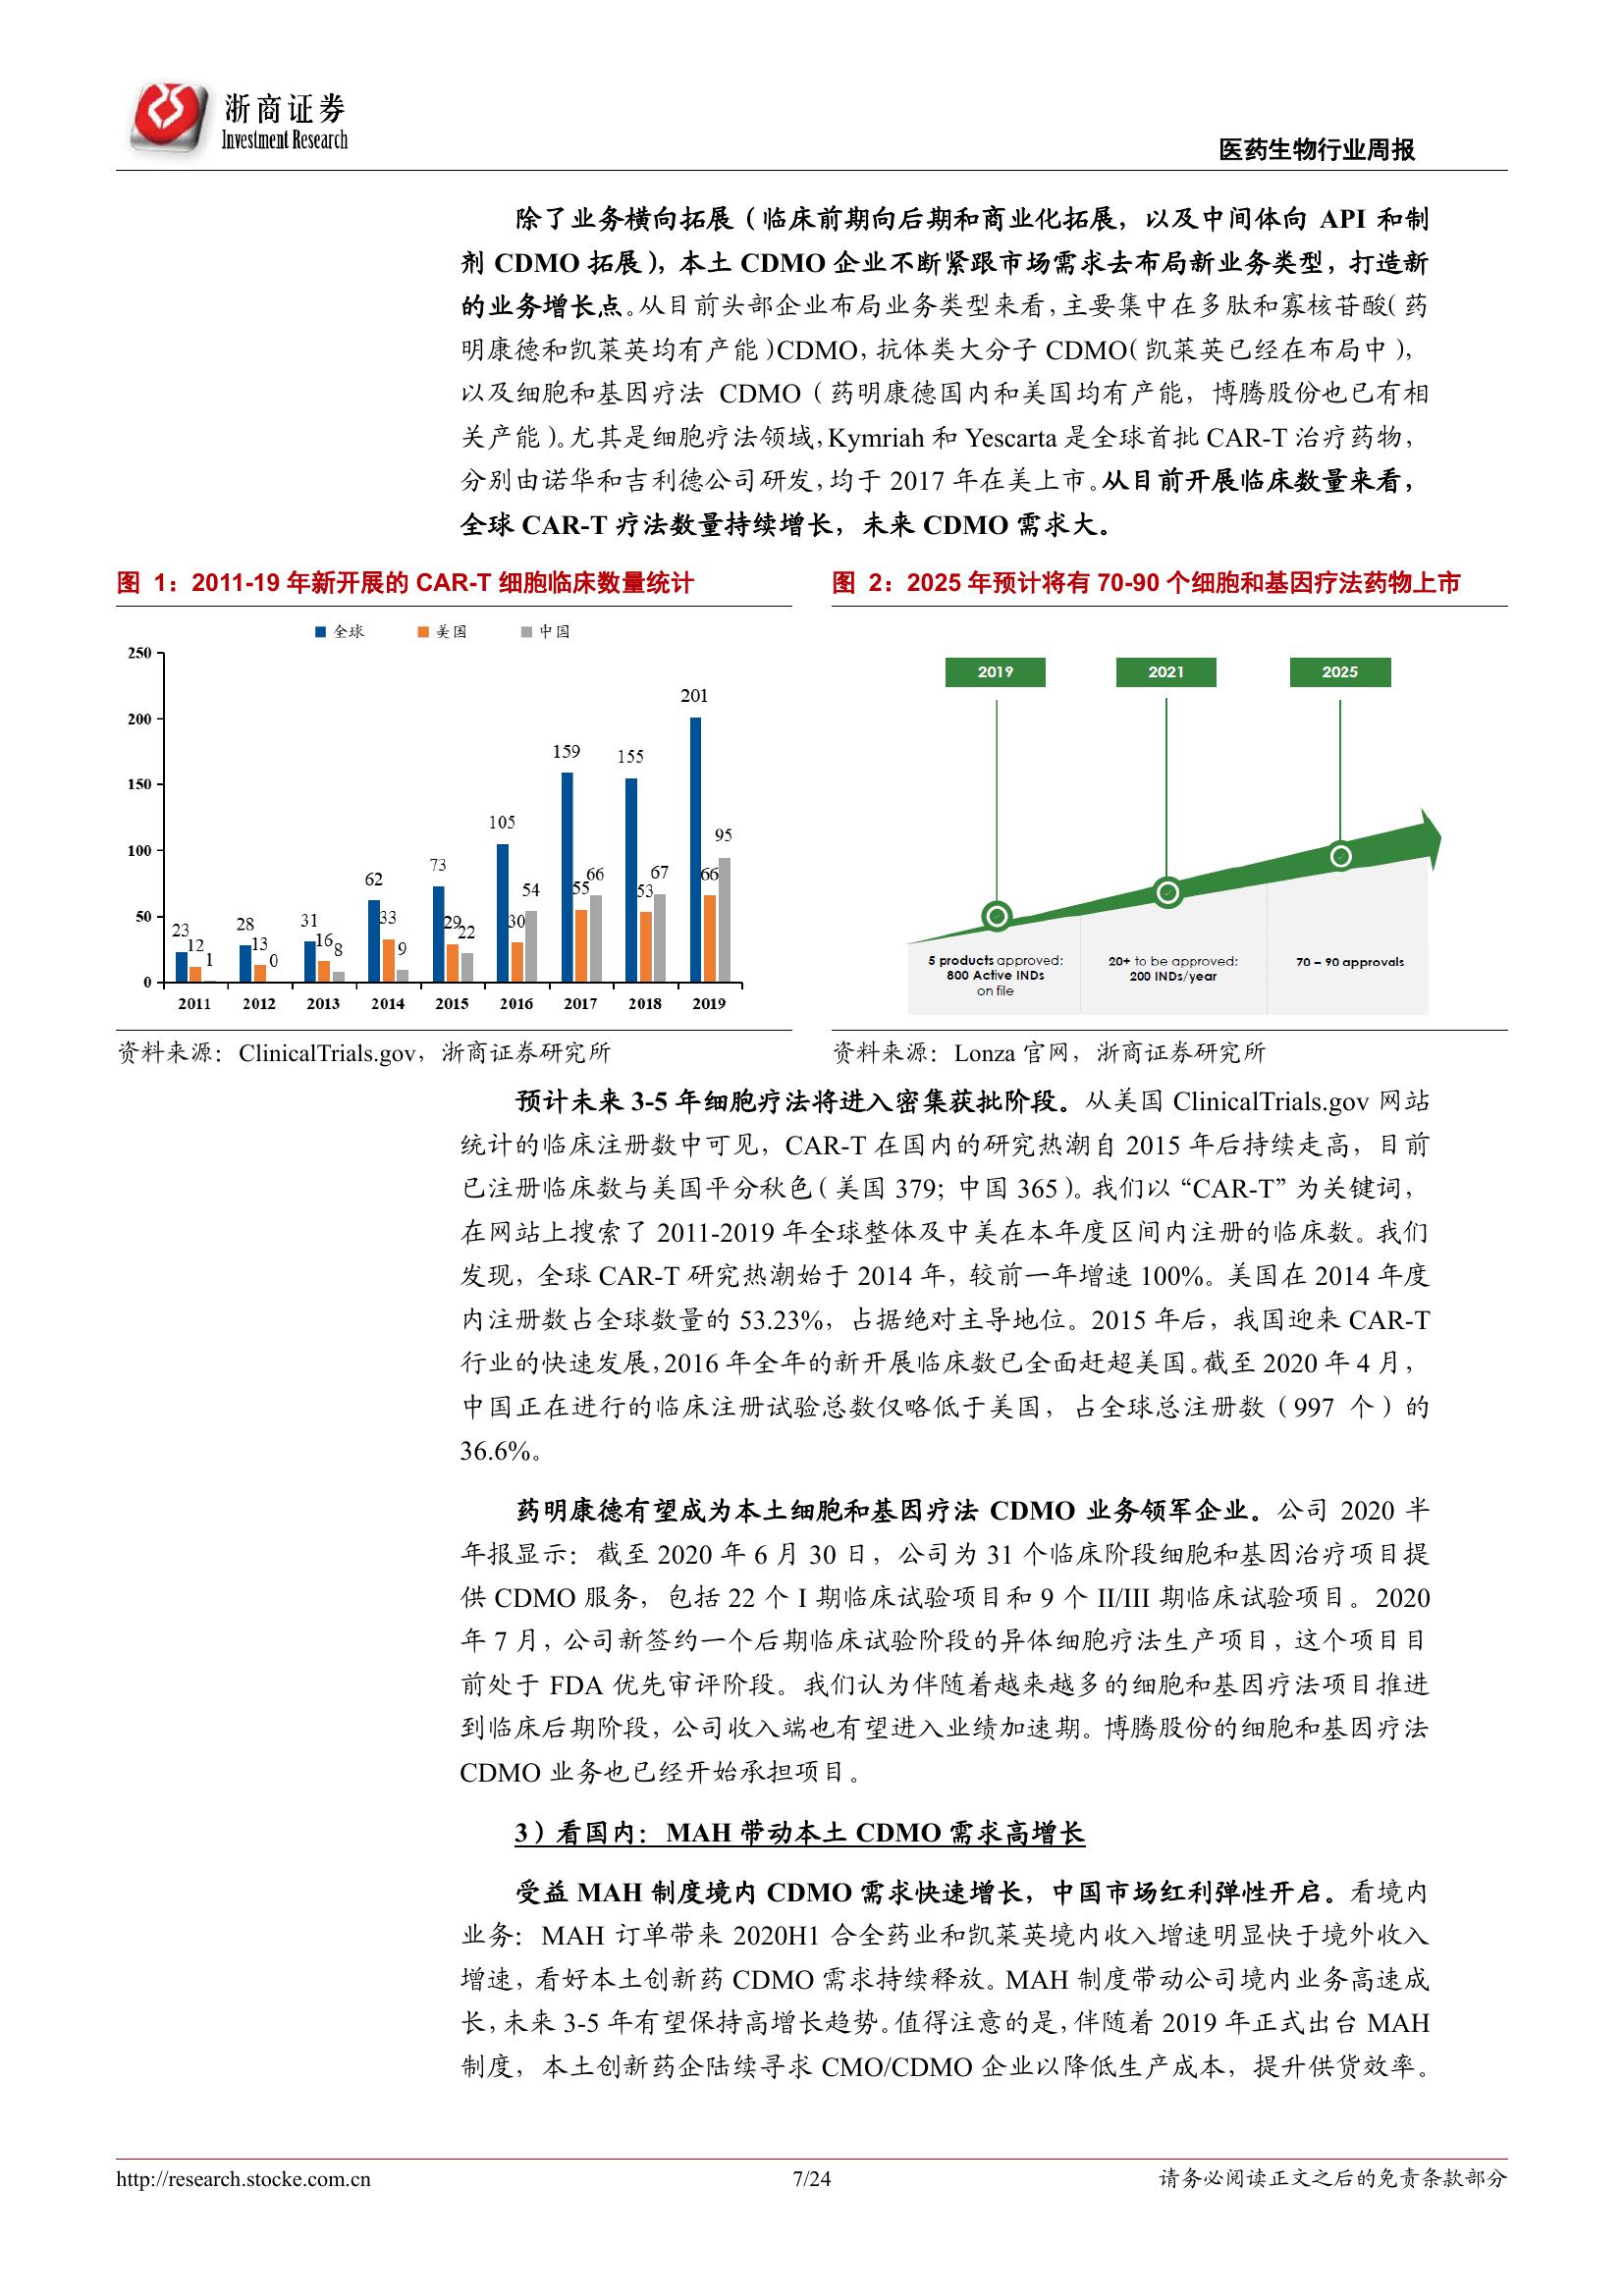 浙商证券
Investment Research
医药生物行业周报
除了业务横向拓展（临床前期向后期和商业化拓展，以及中间体向 API 和制
剂 CDMO 拓展），本土 CDMO 企业不断紧跟市场需求去布局新业务类型，打造新
的业务增长点。从目前头部企业布局业务类型来看，主要集中在多肽和寡核苷酸（药
明康德和凯莱英均有产能）CDMO，抗体类大分子 CDMO（凯莱英已经在布局中），
以及细胞和基因疗法 CDMO（药明康德国内和美国均有产能，博腾股份也已有相
关产能）。尤其是细胞疗法领域，Kymriah 和 Yescarta 是全球首批 CAR-T 治疗药物，
分别由诺华和吉利德公司研发，均于 2017 年在美上市。从目前开展临床数量来看，
全球 CAR-T 疗法数量持续增长，未来 CDMO 需求大。
图 1：2011-19 年新开展的 CAR-T 细胞临床数量统计
全球 美国 中国
250
200
150
100
50
0
23 12 1
28 13 0
31 16 8
62 33 9
73 29 22
105 30 54
159 55 66
155 53 67
201 66 95
2011 2012 2013 2014 2015 2016 2017 2018 2019
资料来源：ClinicalTrials.gov，浙商证券研究所
图 2：2025 年预计将有 70-90 个细胞和基因疗法药物上市
2019 2021 2025
5 products approved;
800 Active INDs
on file
20+ to be approved;
200 INDs/year
70 – 90 approvals
资料来源：Lonza 官网，浙商证券研究所
预计未来 3-5 年细胞疗法将进入密集获批阶段。从美国 ClinicalTrials.gov 网站
统计的临床注册数中可见，CAR-T 在国内的研究热潮自 2015 年后持续走高，目前
已注册临床数与美国平分秋色（美国 379；中国 365）。我们以“CAR-T”为关键词，
在网站上搜索了 2011-2019 年全球整体及中美在本年度区间内注册的临床数。我们
发现，全球 CAR-T 研究热潮始于 2014 年，较前一年增速 100%。美国在 2014 年度
内注册数占全球数量的 53.23%，占据绝对主导地位。2015 年后，我国迎来 CAR-T
行业的快速发展，2016 年全年的新开展临床数已全面赶超美国。截至 2020 年 4 月，
中国正在进行的临床注册试验总数仅略低于美国，占全球总注册数（997 个）的
36.6%。
药明康德有望成为本土细胞和基因疗法 CDMO 业务领军企业。公司 2020 半
年报显示：截至 2020 年 6 月 30 日，公司为 31 个临床阶段细胞和基因治疗项目提
供 CDMO 服务，包括 22 个 I 期临床试验项目和 9 个 II/III 期临床试验项目。2020
年 7 月，公司新签约一个后期临床试验阶段的异体细胞疗法生产项目，这个项目目
前处于 FDA 优先审评阶段。我们认为伴随着越来越多的细胞和基因疗法项目推进
到临床后期阶段，公司收入端也有望进入业绩加速期。博腾股份的细胞和基因疗法
CDMO 业务也已经开始承担项目。
3）看国内：MAH 带动本土 CDMO 需求高增长
受益 MAH 制度境内 CDMO 需求快速增长，中国市场红利弹性开启。看境内
业务：MAH 订单带来 2020H1 合全药业和凯莱英境内收入增速明显快于境外收入
增速，看好本土创新药 CDMO 需求持续释放。MAH 制度带动公司境内业务高速成
长，未来 3-5 年有望保持高增长趋势。值得注意的是，伴随着 2019 年正式出台 MAH
制度，本土创新药企陆续寻求 CMO/CDMO 企业以降低生产成本，提升供货效率。
http://research.stocke.com.cn
7/24
请务必阅读正文之后的免责条款部分